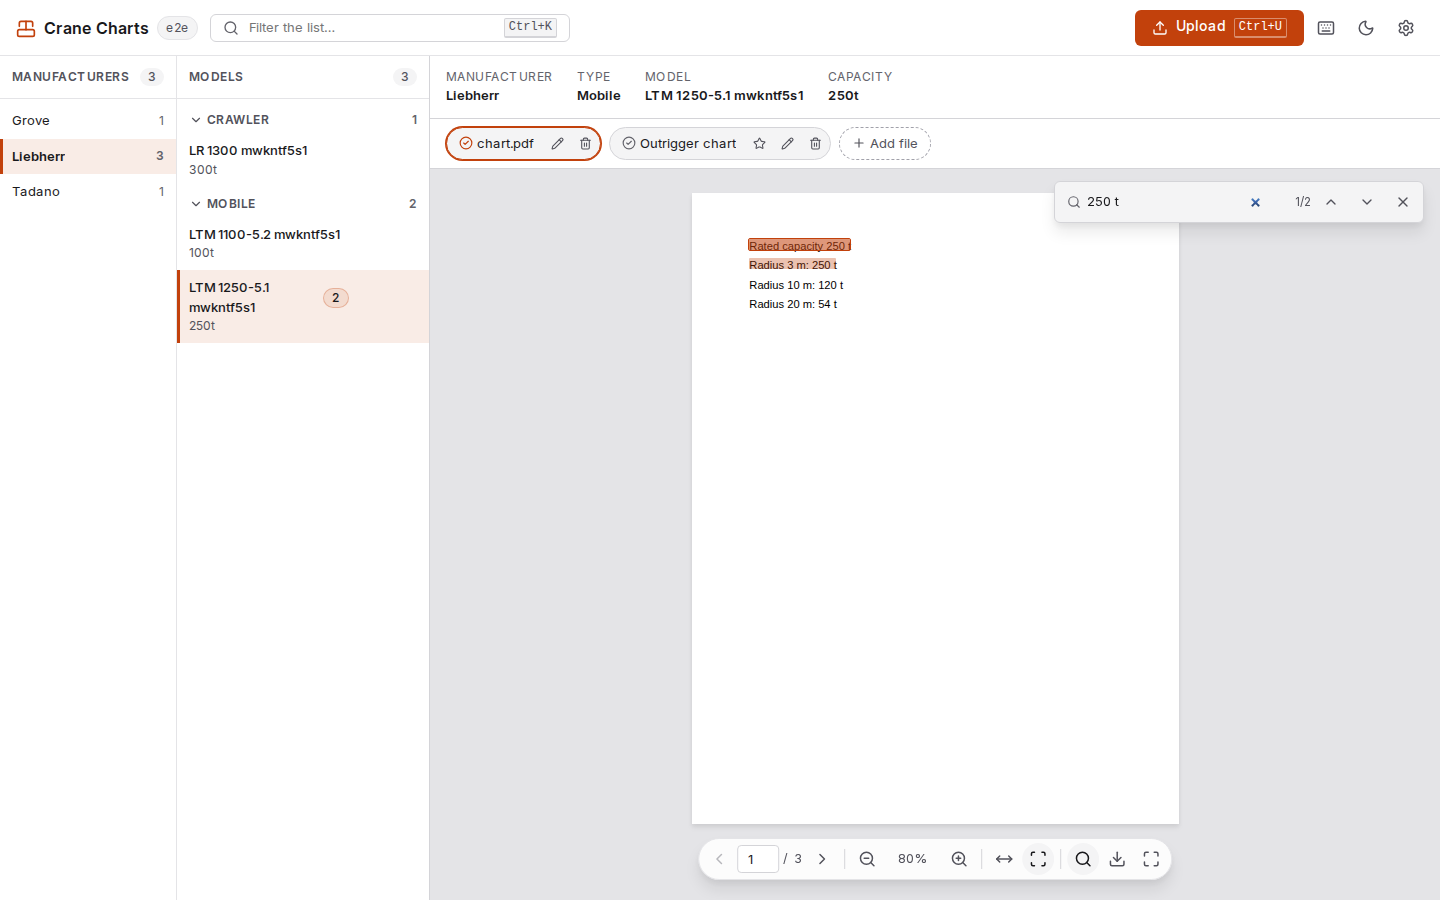 Crane Charts e2e Filter the list... Ctrl+K Upload Ctrl+U
MANUFACTURERS 3
Grove 1
Liebherr 3
Tadano 1
MODELS 3
CRAWLER 1
LR 1300 mwkntf5s1
300t
MOBILE 2
LTM 1100-5.2 mwkntf5s1
100t
LTM 1250-5.1
mwkntf5s1
2
250t
MANUFACTURER TYPE MODEL CAPACITY
Liebherr Mobile LTM 1250-5.1 mwkntf5s1 250t
chart.pdf Outrigger chart Add file
250 t 1/2
Rated capacity 250 t
Radius 3 m: 250 t
Radius 10 m: 120 t
Radius 20 m: 54 t
1 / 3 80%